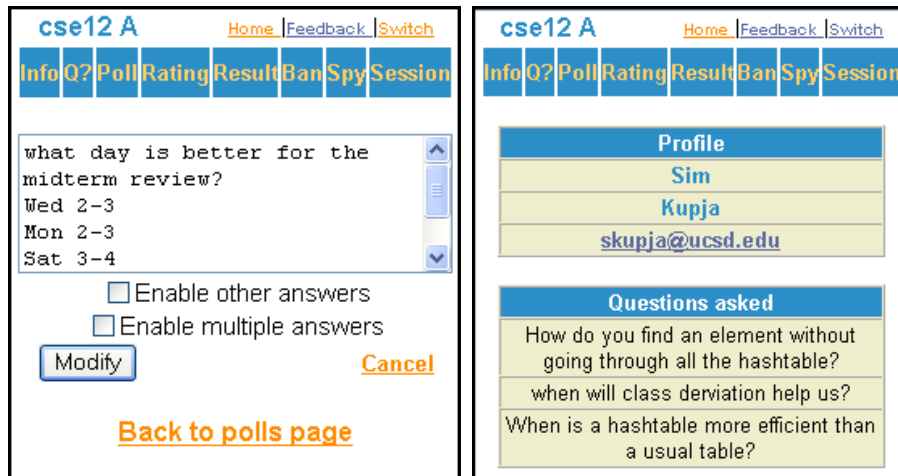 cse12 A
Home Feedback Switch
Info Q? Poll Rating Result Ban Spy Session
what day is better for the
midterm review?
Wed 2-3
Mon 2-3
Sat 3-4
Enable other answers
Enable multiple answers
Modify
Cancel
Back to polls page
cse12 A
Home Feedback Switch
Info Q? Poll Rating Result Ban Spy Session
Profile
Sim
Kupja
skupja@ucsd.edu
Questions asked
How do you find an element without
going through all the hashtable?
when will class derviation help us?
When is a hashtable more efficient than
a usual table?